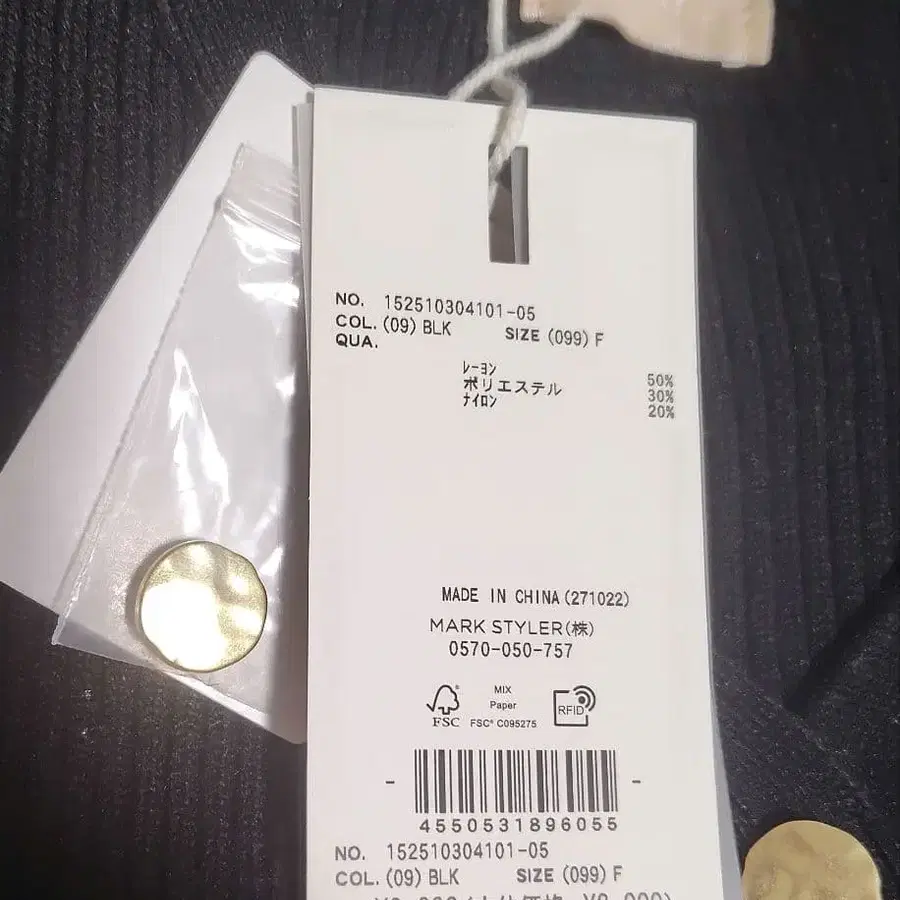 NO. 152510304101-05
COL. (09) BLK SIZE (099) F
QUA.
ﾚｰﾖﾝ 50%
ポリエステル 30%
ﾅｲﾛﾝ 20%
MADE IN CHINA (271022)
MARK STYLER(株)
0570-050-757
FSC®
MIX
Paper
FSC® C095275
RFID
4550531896055
NO. 152510304101-05
COL. (09) BLK SIZE (099) F